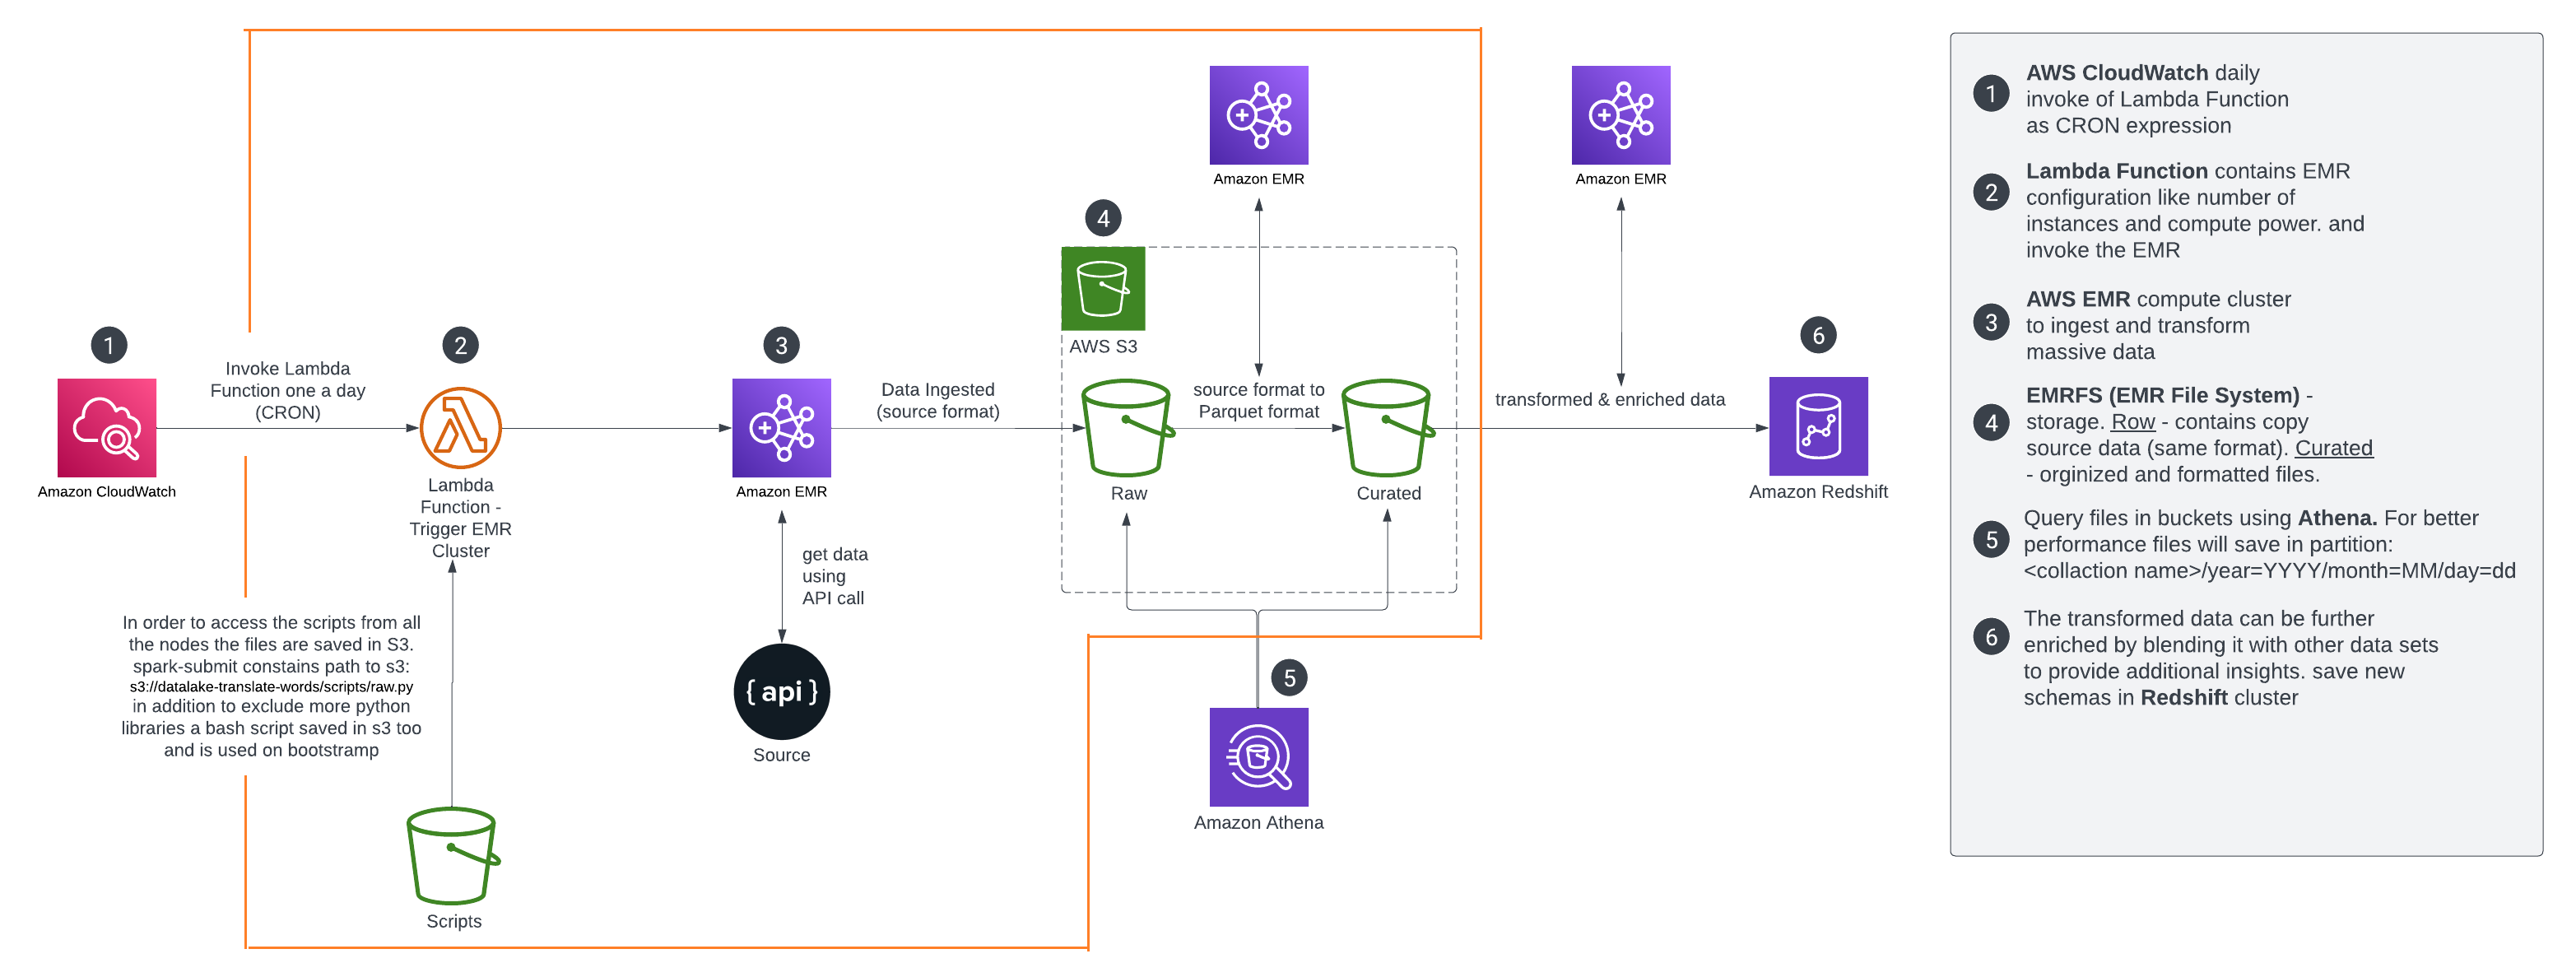 1
Invoke Lambda
Function one a day
(CRON)
Amazon CloudWatch
2
Lambda
Function -
Trigger EMR
Cluster
In order to access the scripts from all
the nodes the files are saved in S3.
spark-submit constains path to s3:
s3://datalake-translate-words/scripts/raw.py
in addition to exclude more python
libraries a bash script saved in s3 too
and is used on bootstramp
Scripts
3
Amazon EMR
get data
using
API call
{ api }
Source
Data Ingested
(source format)
4
AWS S3
Raw
Amazon EMR
source format to
Parquet format
Curated
5
Amazon Athena
Amazon EMR
transformed & enriched data
6
Amazon Redshift
1
AWS CloudWatch daily
invoke of Lambda Function
as CRON expression
2
Lambda Function contains EMR
configuration like number of
instances and compute power. and
invoke the EMR
3
AWS EMR compute cluster
to ingest and transform
massive data
4
EMRFS (EMR File System) -
storage. Row - contains copy
source data (same format). Curated
- orginized and formatted files.
5
Query files in buckets using Athena. For better
performance files will save in partition:
<collaction name>/year=YYYY/month=MM/day=dd
6
The transformed data can be further
enriched by blending it with other data sets
to provide additional insights. save new
schemas in Redshift cluster